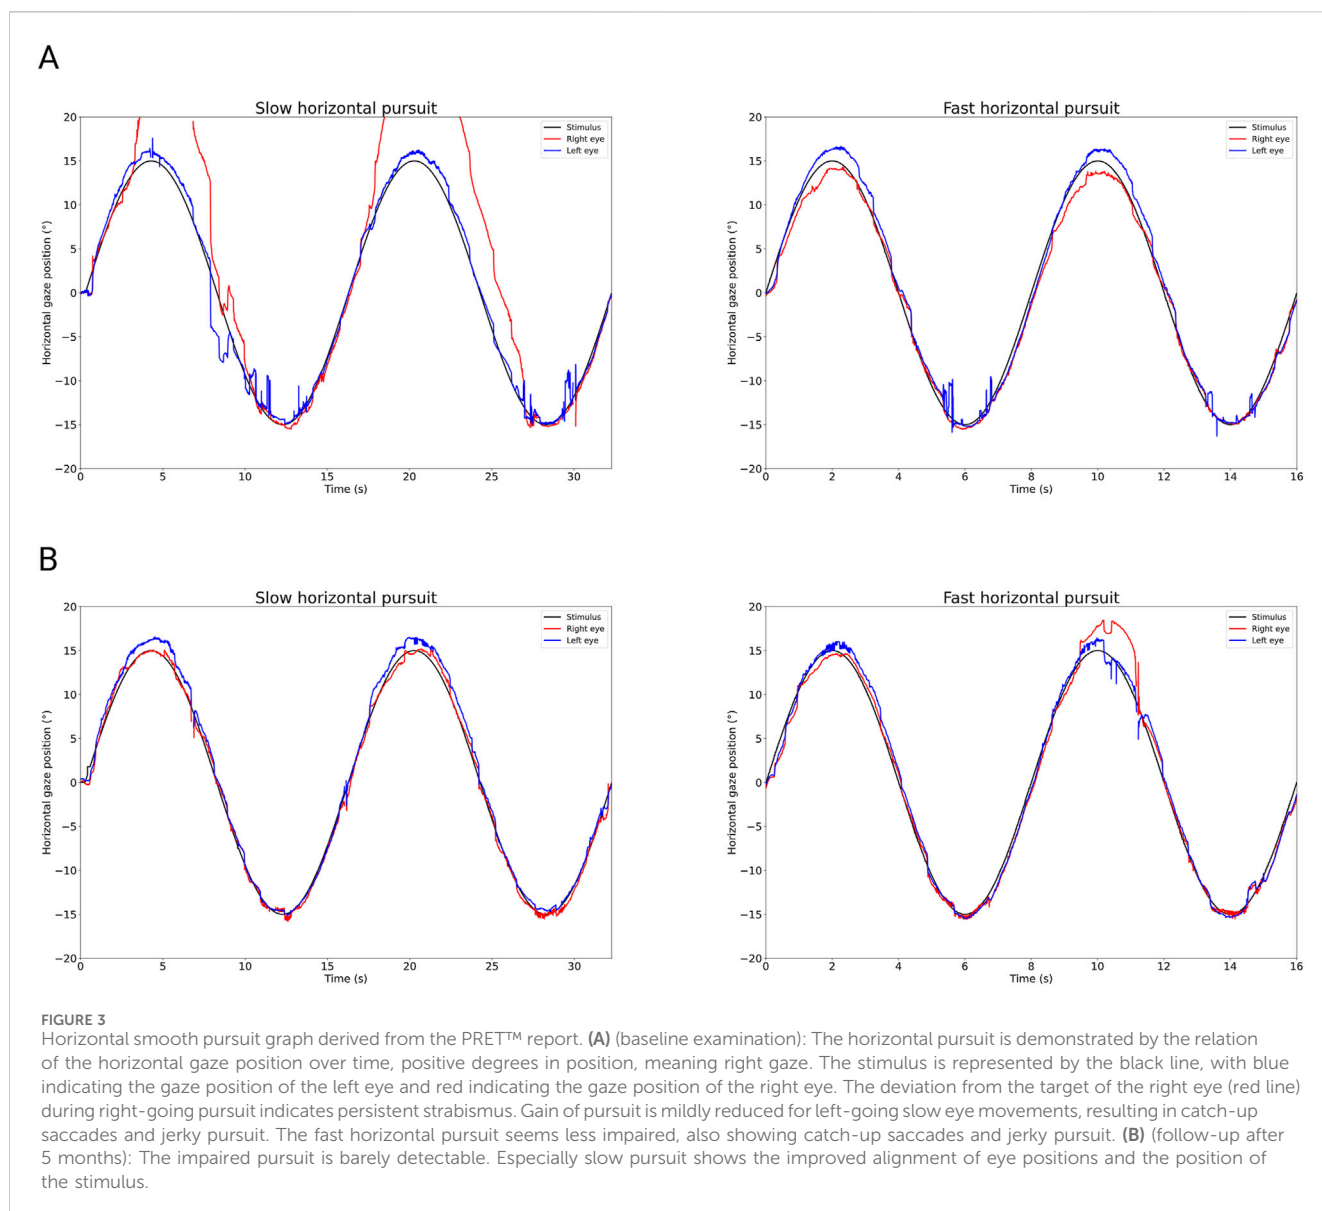 A
Slow horizontal pursuit
Stimulus
Right eye
Left eye
20
15
10
5
0
−5
−10
−15
−20
Horizontal gaze position (°)
0 5 10 15 20 25 30
Time (s)
Fast horizontal pursuit
Stimulus
Right eye
Left eye
20
15
10
5
0
−5
−10
−15
−20
Horizontal gaze position (°)
0 2 4 6 8 10 12 14 16
Time (s)
B
Slow horizontal pursuit
Stimulus
Right eye
Left eye
20
15
10
5
0
−5
−10
−15
−20
Horizontal gaze position (°)
0 5 10 15 20 25 30
Time (s)
Fast horizontal pursuit
Stimulus
Right eye
Left eye
20
15
10
5
0
−5
−10
−15
−20
Horizontal gaze position (°)
0 2 4 6 8 10 12 14 16
Time (s)
FIGURE 3
Horizontal smooth pursuit graph derived from the PRET™ report. (A) (baseline examination): The horizontal pursuit is demonstrated by the relation
of the horizontal gaze position over time, positive degrees in position, meaning right gaze. The stimulus is represented by the black line, with blue
indicating the gaze position of the left eye and red indicating the gaze position of the right eye. The deviation from the target of the right eye (red line)
during right-going pursuit indicates persistent strabismus. Gain of pursuit is mildly reduced for left-going slow eye movements, resulting in catch-up
saccades and jerky pursuit. The fast horizontal pursuit seems less impaired, also showing catch-up saccades and jerky pursuit. (B) (follow-up after
5 months): The impaired pursuit is barely detectable. Especially slow pursuit shows the improved alignment of eye positions and the position of
the stimulus.